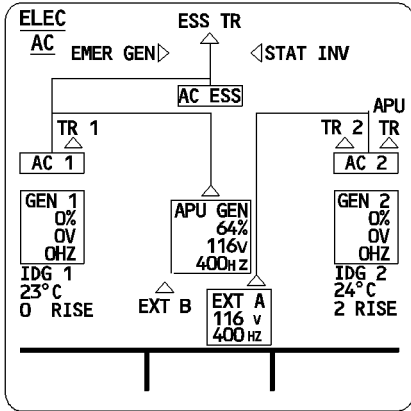 ELEC
AC
ESS TR
EMER GEN
STAT INV
AC ESS
APU
TR 1
TR 2
TR
AC 1
AC 2
GEN 1
0%
0V
0HZ
APU GEN
64%
116V
400HZ
GEN 2
0%
0V
0HZ
IDG 1
23°C
0 RISE
EXT B
EXT A
116 V
400 HZ
IDG 2
24°C
2 RISE